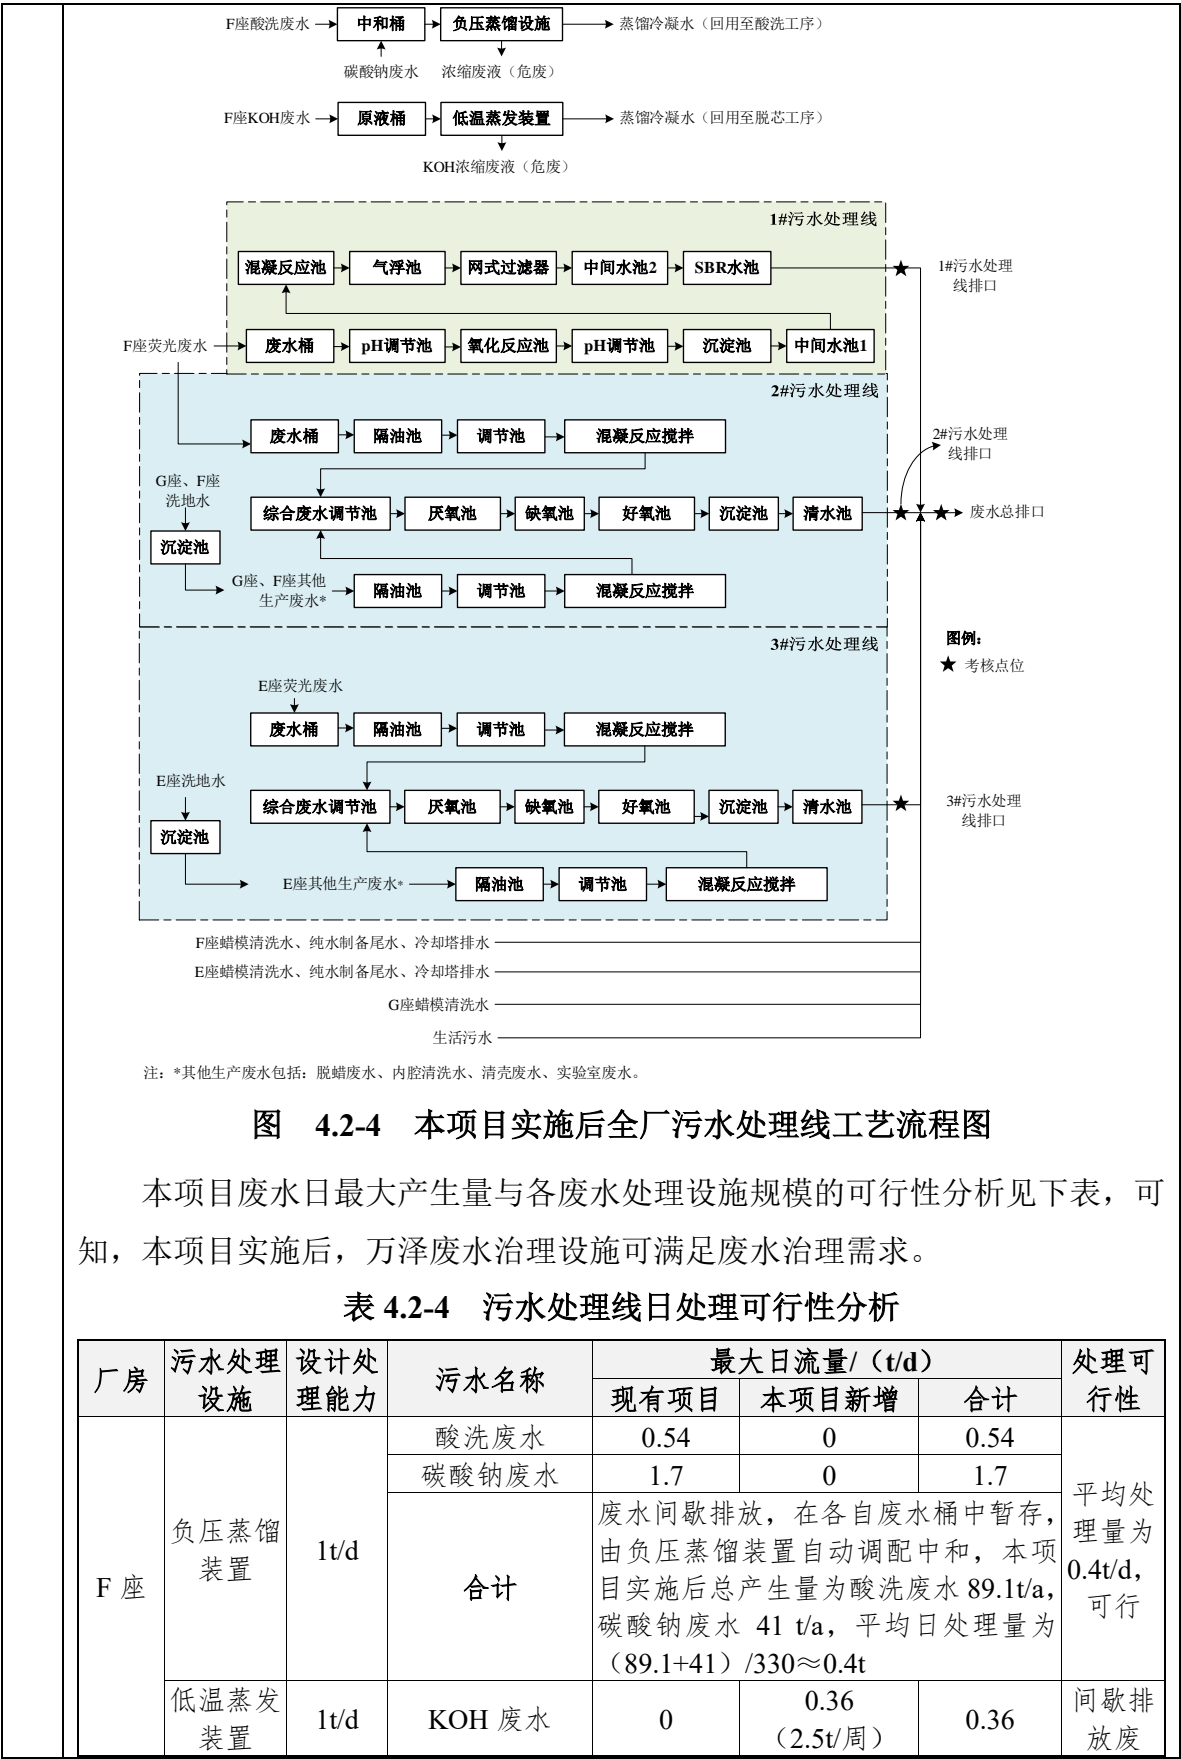 F座酸洗废水 中和桶 负压蒸馏设施 蒸馏冷凝水（回用至酸洗工序）
碳酸钠废水 浓缩废液（危废）
F座KOH废水 原液桶 低温蒸发装置 蒸馏冷凝水（回用至脱芯工序）
KOH浓缩废液（危废）
1#污水处理线
混凝反应池 气浮池 网式过滤器 中间水池2 SBR水池
1#污水处理
线排口
F座荧光废水 废水桶 pH调节池 氧化反应池 pH调节池 沉淀池 中间水池1
2#污水处理线
废水桶 隔油池 调节池 混凝反应搅拌
2#污水处理
线排口
G座、F座
洗地水
综合废水调节池 厌氧池 缺氧池 好氧池 沉淀池 清水池
废水总排口
沉淀池
G座、F座其他
生产废水*
隔油池 调节池 混凝反应搅拌
3#污水处理线
图例:
★ 考核点位
E座荧光废水
废水桶 隔油池 调节池 混凝反应搅拌
E座洗地水
综合废水调节池 厌氧池 缺氧池 好氧池 沉淀池 清水池
3#污水处理
线排口
沉淀池
E座其他生产废水* 隔油池 调节池 混凝反应搅拌
F座蜡模清洗水、纯水制备尾水、冷却塔排水
E座蜡模清洗水、纯水制备尾水、冷却塔排水
G座蜡模清洗水
生活污水
注：*其他生产废水包括：脱蜡废水、内腔清洗水、清壳废水、实验室废水。
图 4.2-4 本项目实施后全厂污水处理线工艺流程图
本项目废水日最大产生量与各废水处理设施规模的可行性分析见下表，可
知，本项目实施后，万泽废水治理设施可满足废水治理需求。
表 4.2-4 污水处理线日处理可行性分析
厂房 污水处理设施 设计处理能力 污水名称 最大日流量/（t/d） 处理可行性
现有项目 本项目新增 合计
F 座 负压蒸馏装置 1t/d 酸洗废水 0.54 0 0.54
碳酸钠废水 1.7 0 1.7
合计
废水间歇排放，在各自废水桶中暂存，
由负压蒸馏装置自动调配中和，本项
目实施后总产生量为酸洗废水 89.1t/a，
碳酸钠废水 41 t/a，平均日处理量为
（89.1+41）/330≈0.4t
平均处
理量为
0.4t/d，
可行
低温蒸发装置 1t/d KOH 废水 0 0.36（2.5t/周） 0.36 间歇排放废